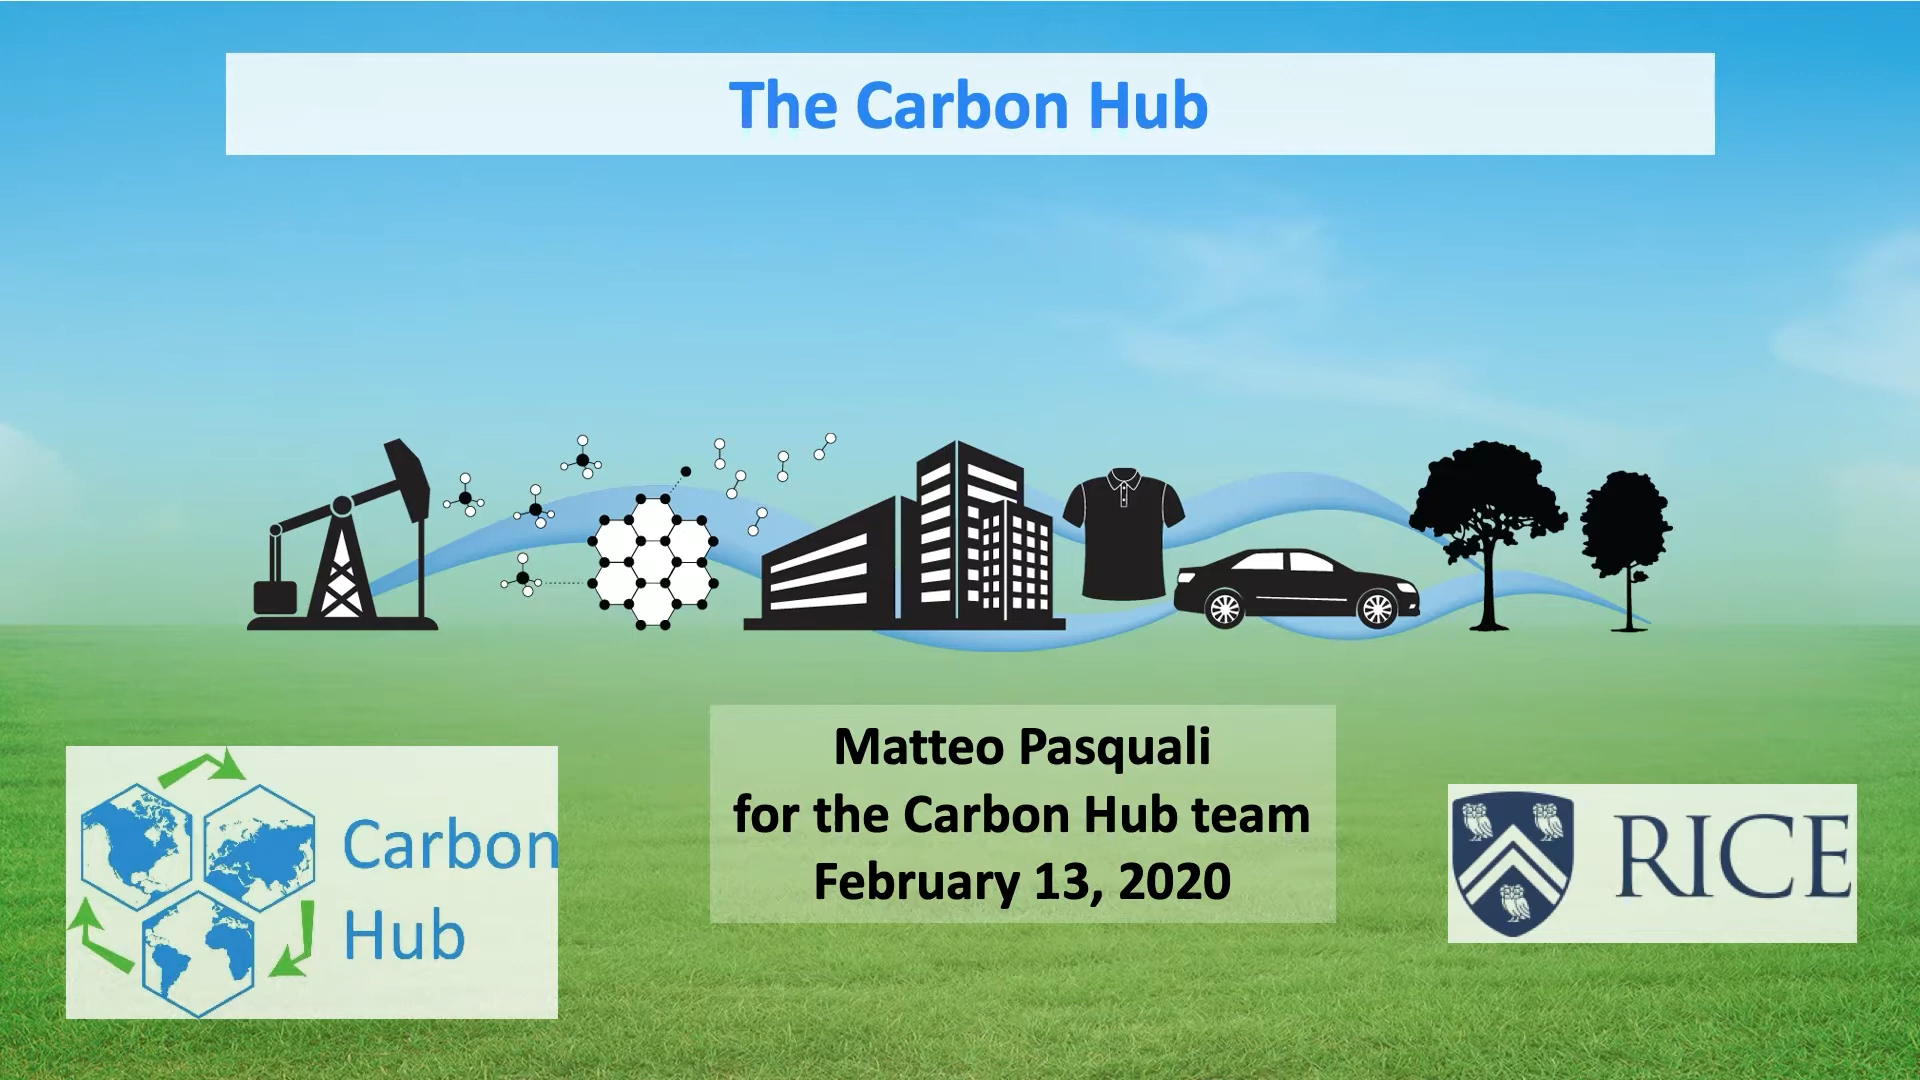 The Carbon Hub
Matteo Pasquali
for the Carbon Hub team
February 13, 2020
Carbon
Hub
RICE